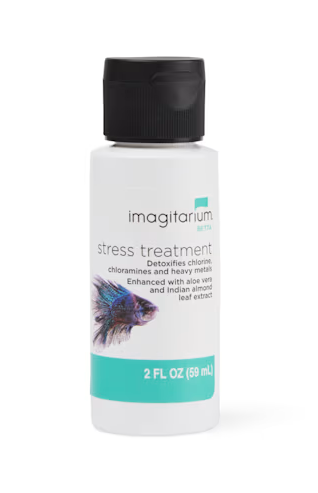 imagitarium
BETTA
stress treatment
Detoxifies chlorine,
chloramines and heavy metals
Enhanced with aloe vera
and Indian almond
leaf extract
2 FL OZ (59 mL)